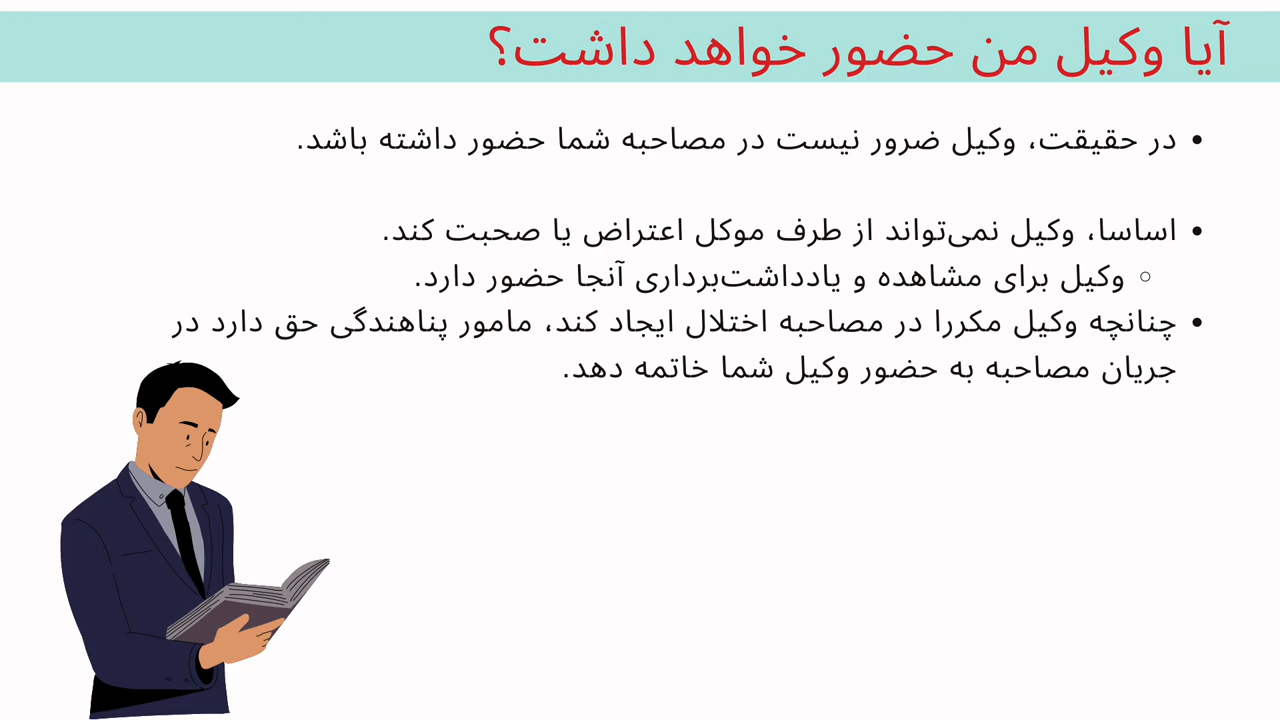 آیا وکیل من حضور خواهد داشت؟
• در حقیقت، وکیل ضرور نیست در مصاحبه شما حضور داشته باشد.
• اساسا، وکیل نمی‌تواند از طرف موکل اعتراض یا صحبت کند.
○ وکیل برای مشاهده و یادداشت‌برداری آنجا حضور دارد.
• چنانچه وکیل مکررا در مصاحبه اختلال ایجاد کند، مامور پناهندگی حق دارد در
جریان مصاحبه به حضور وکیل شما خاتمه دهد.